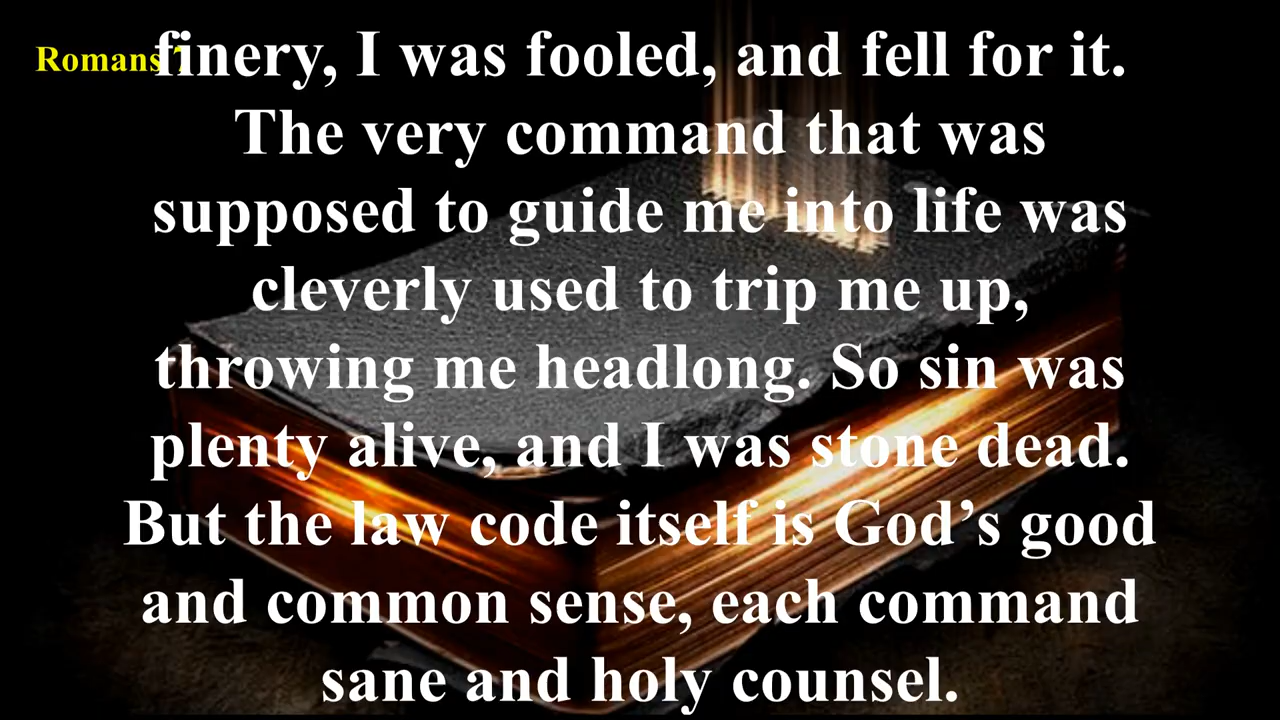 Romans 7
finery, I was fooled, and fell for it.
The very command that was
supposed to guide me into life was
cleverly used to trip me up,
throwing me headlong. So sin was
plenty alive, and I was stone dead.
But the law code itself is God’s good
and common sense, each command
sane and holy counsel.